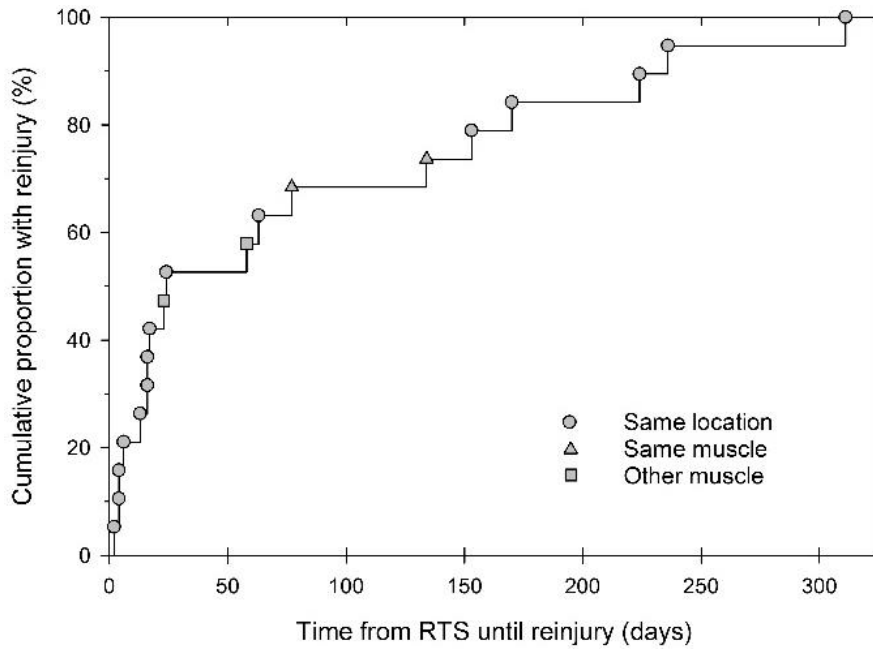 100
80
60
40
20
0
Cumulative proportion with reinjury (%)
Same location
Same muscle
Other muscle
0 50 100 150 200 250 300
Time from RTS until reinjury (days)